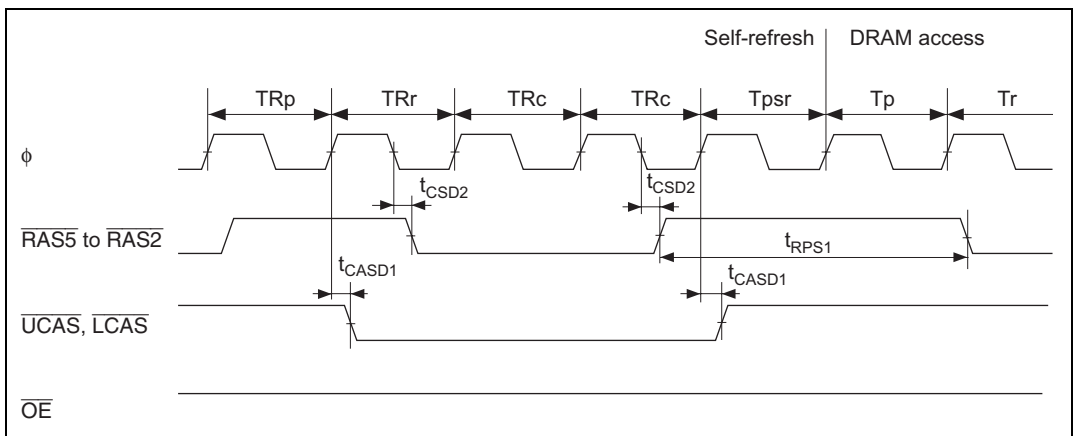 Self-refresh DRAM access
TRp TRr TRc TRc Tpsr Tp Tr
ϕ
tCSD2 tCSD2
RAS5 to RAS2
tRPS1
tCASD1 tCASD1
UCAS, LCAS
OE